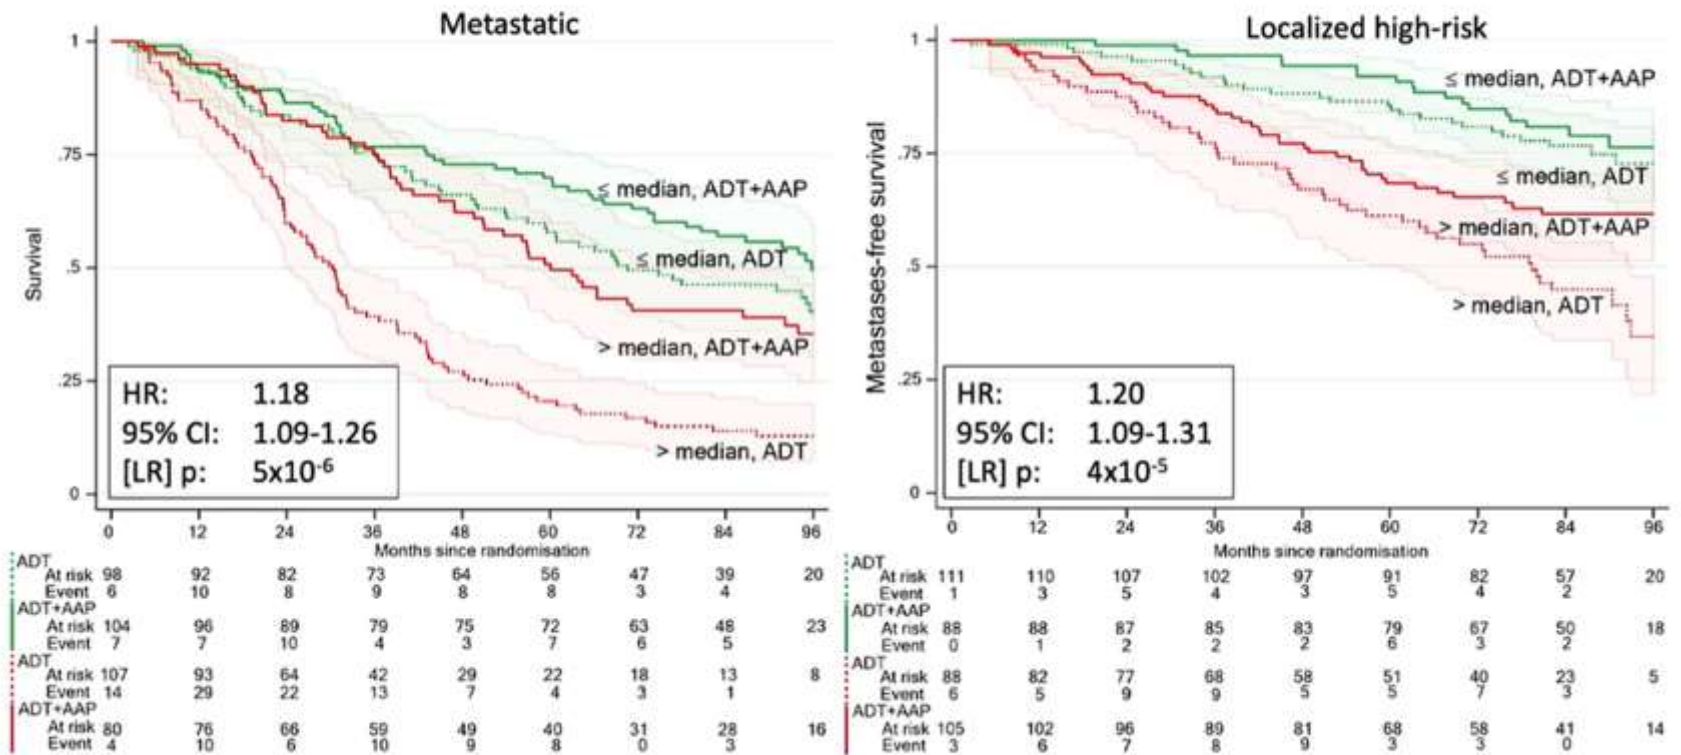 Metastatic
Survival
1
.75
.5
.25
0
≤ median, ADT+AAP
≤ median, ADT
> median, ADT+AAP
> median, ADT
HR: 1.18
95% CI: 1.09-1.26
[LR] p: 5x10⁻⁶
0 12 24 36 48 60 72 84 96
Months since randomisation
ADT
At risk 98 92 82 73 64 56 47 39 20
Event 6 10 8 9 8 8 3 4
ADT+AAP
At risk 104 96 89 79 75 72 63 48 23
Event 7 7 10 4 3 7 6 5
ADT
At risk 107 93 64 42 29 22 18 13 8
Event 14 29 22 13 7 4 3 1
ADT+AAP
At risk 80 76 66 59 49 40 31 28 16
Event 4 10 6 10 9 8 0 3
Localized high-risk
Metastases-free survival
1
.75
.5
.25
0
≤ median, ADT+AAP
≤ median, ADT
> median, ADT+AAP
> median, ADT
HR: 1.20
95% CI: 1.09-1.31
[LR] p: 4x10⁻⁵
0 12 24 36 48 60 72 84 96
Months since randomisation
ADT
At risk 111 110 107 102 97 91 82 57 20
Event 1 3 5 4 3 5 4 2
ADT+AAP
At risk 88 88 87 85 83 79 67 50 18
Event 0 1 2 2 2 6 3 2
ADT
At risk 88 82 77 68 58 51 40 23 5
Event 6 5 9 9 5 5 7 3
ADT+AAP
At risk 105 102 96 89 81 68 58 41 14
Event 3 6 7 8 9 3 3 0